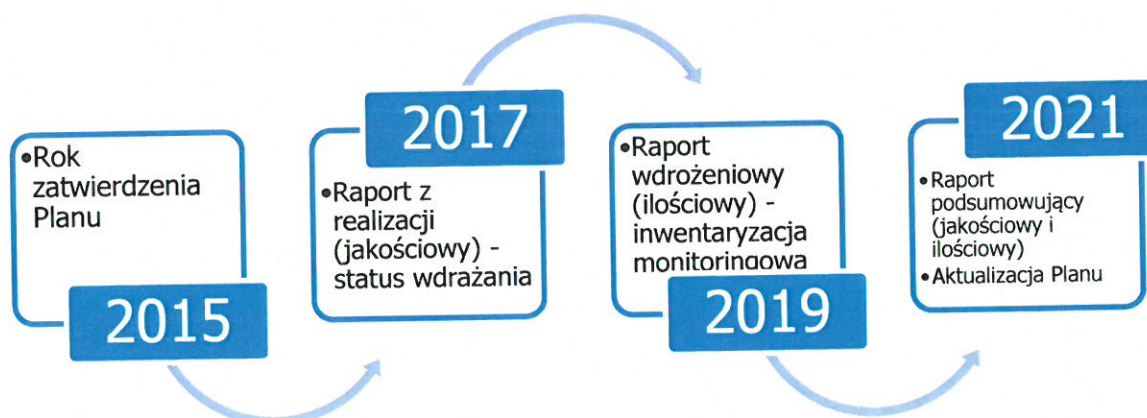 •Rok
zatwierdzenia
Planu
2015
2017
•Raport z
realizacji
(jakościowy) -
status wdrażania
•Raport
wdrożeniowy
(ilościowy) -
inwentaryzacja
monitoringowa
2019
2021
•Raport
podsumowujący
(jakościowy i
ilościowy)
•Aktualizacja Planu